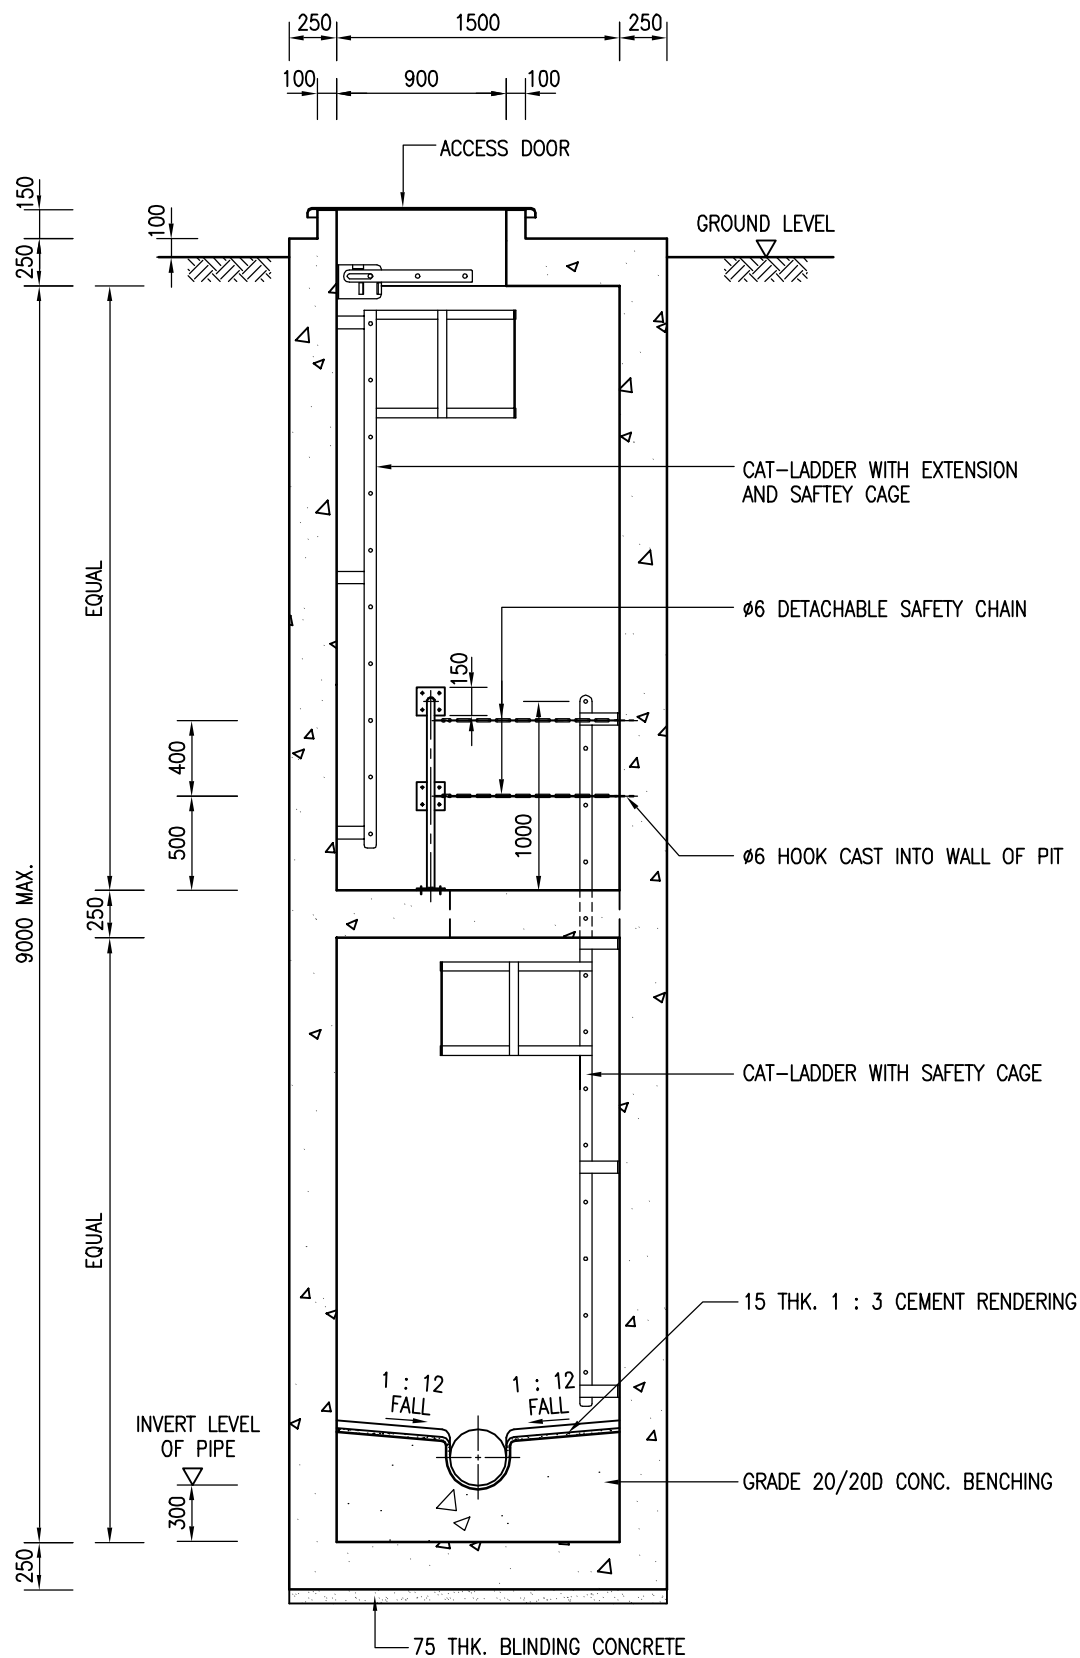 250 1500 250
100 900 100
ACCESS DOOR
150
100
GROUND LEVEL
250
CAT-LADDER WITH EXTENSION
AND SAFTEY CAGE
EQUAL
ø6 DETACHABLE SAFETY CHAIN
150
400
1000
500
ø6 HOOK CAST INTO WALL OF PIT
9000 MAX.
250
CAT-LADDER WITH SAFETY CAGE
EQUAL
15 THK. 1 : 3 CEMENT RENDERING
1 : 12
FALL
1 : 12
FALL
INVERT LEVEL
OF PIPE
GRADE 20/20D CONC. BENCHING
300
250
75 THK. BLINDING CONCRETE